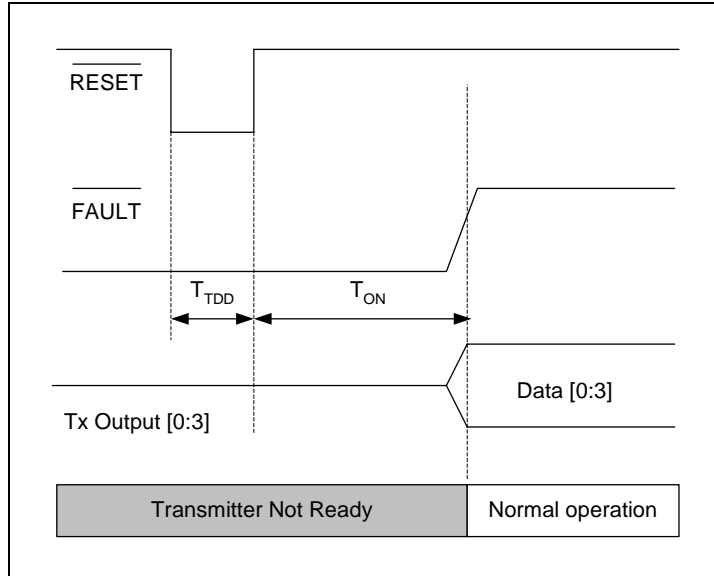 RESET
FAULT
TTDD
TON
Data [0:3]
Tx Output [0:3]
Transmitter Not Ready
Normal operation